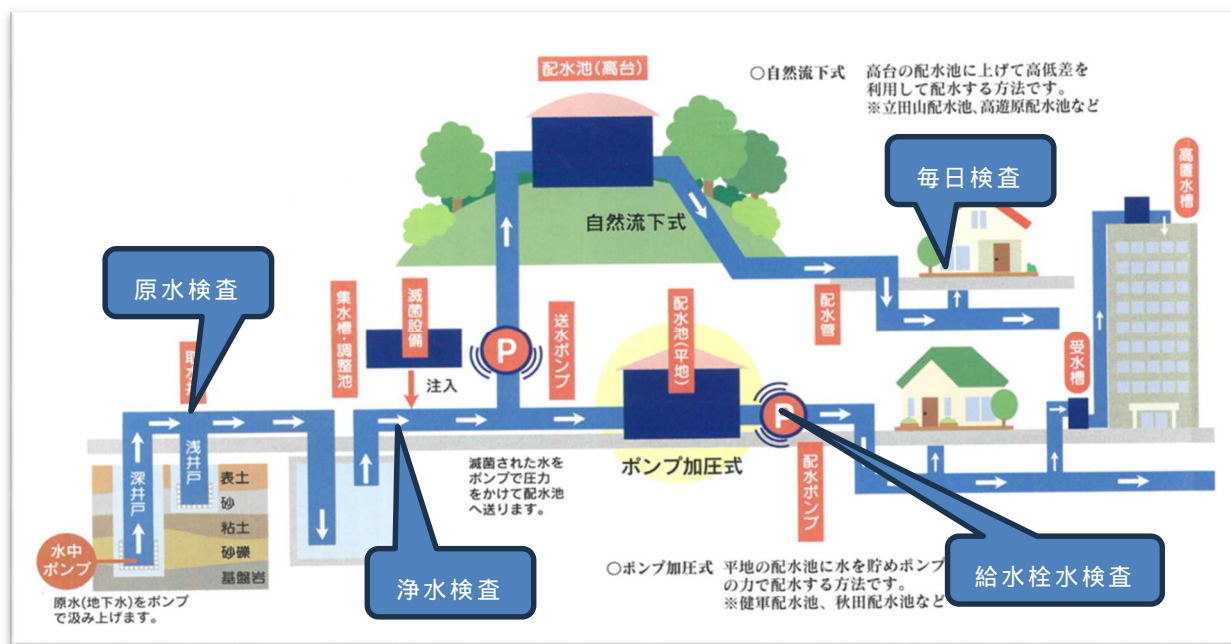 配水池(高台)
○自然流下式 高台の配水池に上げて高低差を
利用して配水する方法です。
※立田山配水池、高遊原配水池など
毎日検査
高置水槽
自然流下式
原水検査
集水槽・調整池
滅菌設備
注入
送水ポンプ
配水池(平地)
配水管
受水槽
P
P
深井戸
浅井戸
表土
砂
粘土
砂礫
基盤岩
水中
ポンプ
原水(地下水)をポンプ
で汲み上げます。
滅菌された水を
ポンプで圧力
をかけて配水池
へ送ります。
ポンプ加圧式
配水ポンプ
浄水検査
○ポンプ加圧式 平地の配水池に水を貯めポンプ
の力で配水する方法です。
※健軍配水池、秋田配水池など
給水栓水検査